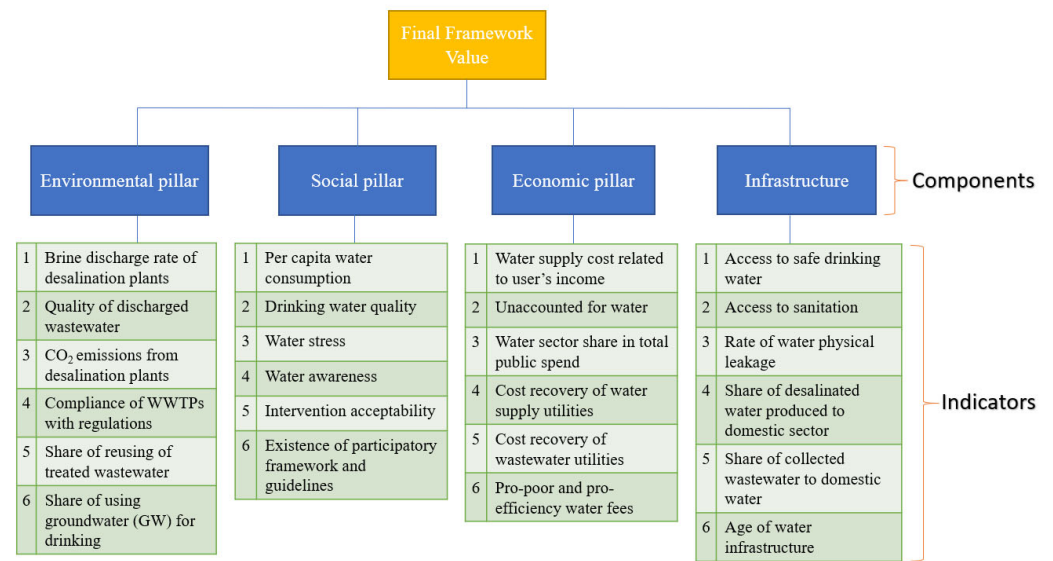 Final Framework
Value
Environmental pillar
Social pillar
Economic pillar
Infrastructure
Components
1 Brine discharge rate of
desalination plants
2 Quality of discharged
wastewater
3 CO₂ emissions from
desalination plants
4 Compliance of WWTPs
with regulations
5 Share of reusing of
treated wastewater
6 Share of using
groundwater (GW) for
drinking
1 Per capita water
consumption
2 Drinking water quality
3 Water stress
4 Water awareness
5 Intervention acceptability
6 Existence of participatory
framework and
guidelines
1 Water supply cost related
to user’s income
2 Unaccounted for water
3 Water sector share in total
public spend
4 Cost recovery of water
supply utilities
5 Cost recovery of
wastewater utilities
6 Pro-poor and pro-
efficiency water fees
1 Access to safe drinking
water
2 Access to sanitation
3 Rate of water physical
leakage
4 Share of desalinated
water produced to
domestic sector
5 Share of collected
wastewater to domestic
water
6 Age of water
infrastructure
Indicators